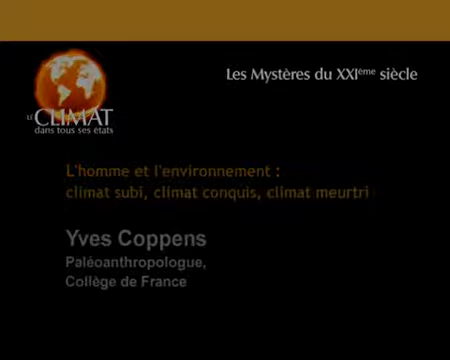 Les Mystères du XXIème siècle
LE CLIMAT
dans tous ses états
L'homme et l'environnement :
climat subi, climat conquis, climat meurtri
Yves Coppens
Paléoanthropologue,
Collège de France